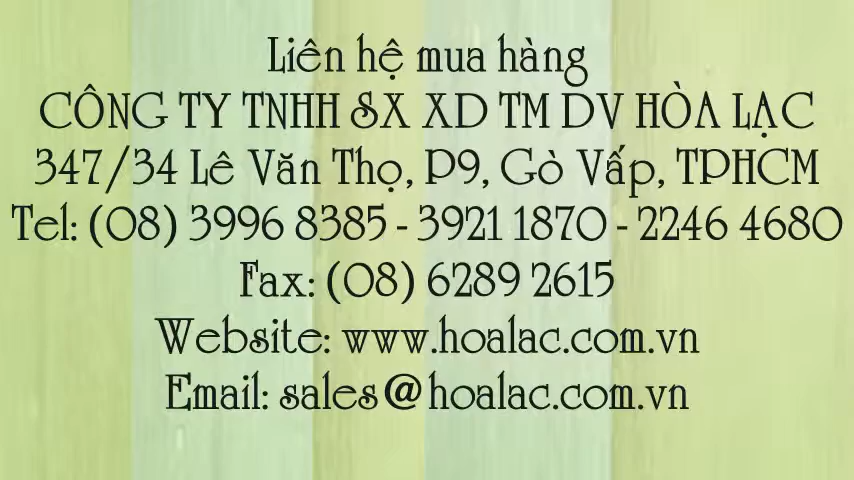 Liên hệ mua hàng
CÔNG TY TNHH SX XD TM DV HÒA LẠC
347/34 Lê Văn Thọ, P9, Gò Vấp, TPHCM
Tel: (08) 3996 8385 - 3921 1870 - 2246 4680
Fax: (08) 6289 2615
Website: www.hoalac.com.vn
Email: sales@hoalac.com.vn